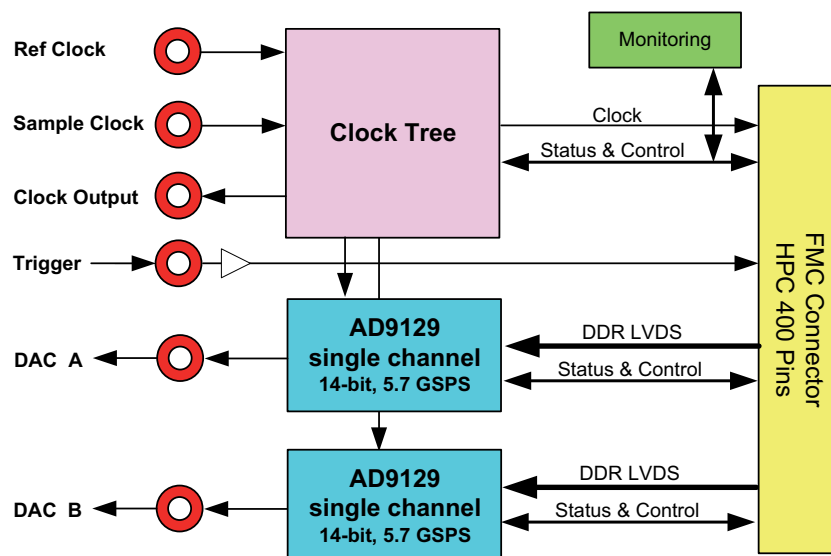 Ref Clock
Sample Clock
Clock Output
Trigger
DAC A
DAC B
Clock Tree
Monitoring
Clock
Status & Control
AD9129
single channel
14-bit, 5.7 GSPS
DDR LVDS
Status & Control
AD9129
single channel
14-bit, 5.7 GSPS
DDR LVDS
Status & Control
FMC Connector
HPC 400 Pins